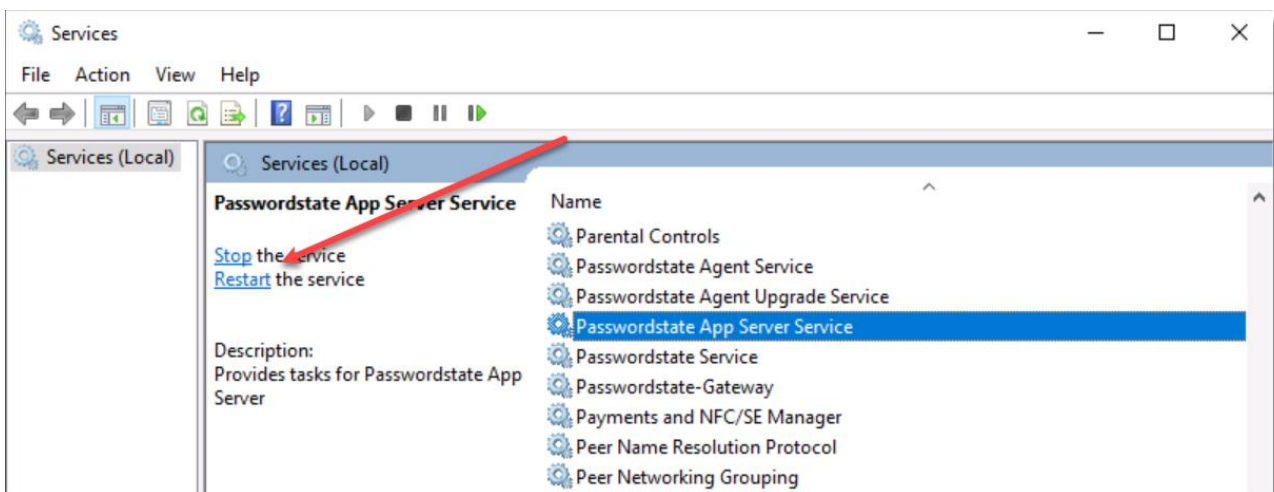 Services
File Action View Help
Services (Local)
Services (Local)
Passwordstate App Server Service
Stop the service
Restart the service
Description:
Provides tasks for Passwordstate App
Server
Name
Parental Controls
Passwordstate Agent Service
Passwordstate Agent Upgrade Service
Passwordstate App Server Service
Passwordstate Service
Passwordstate-Gateway
Payments and NFC/SE Manager
Peer Name Resolution Protocol
Peer Networking Grouping